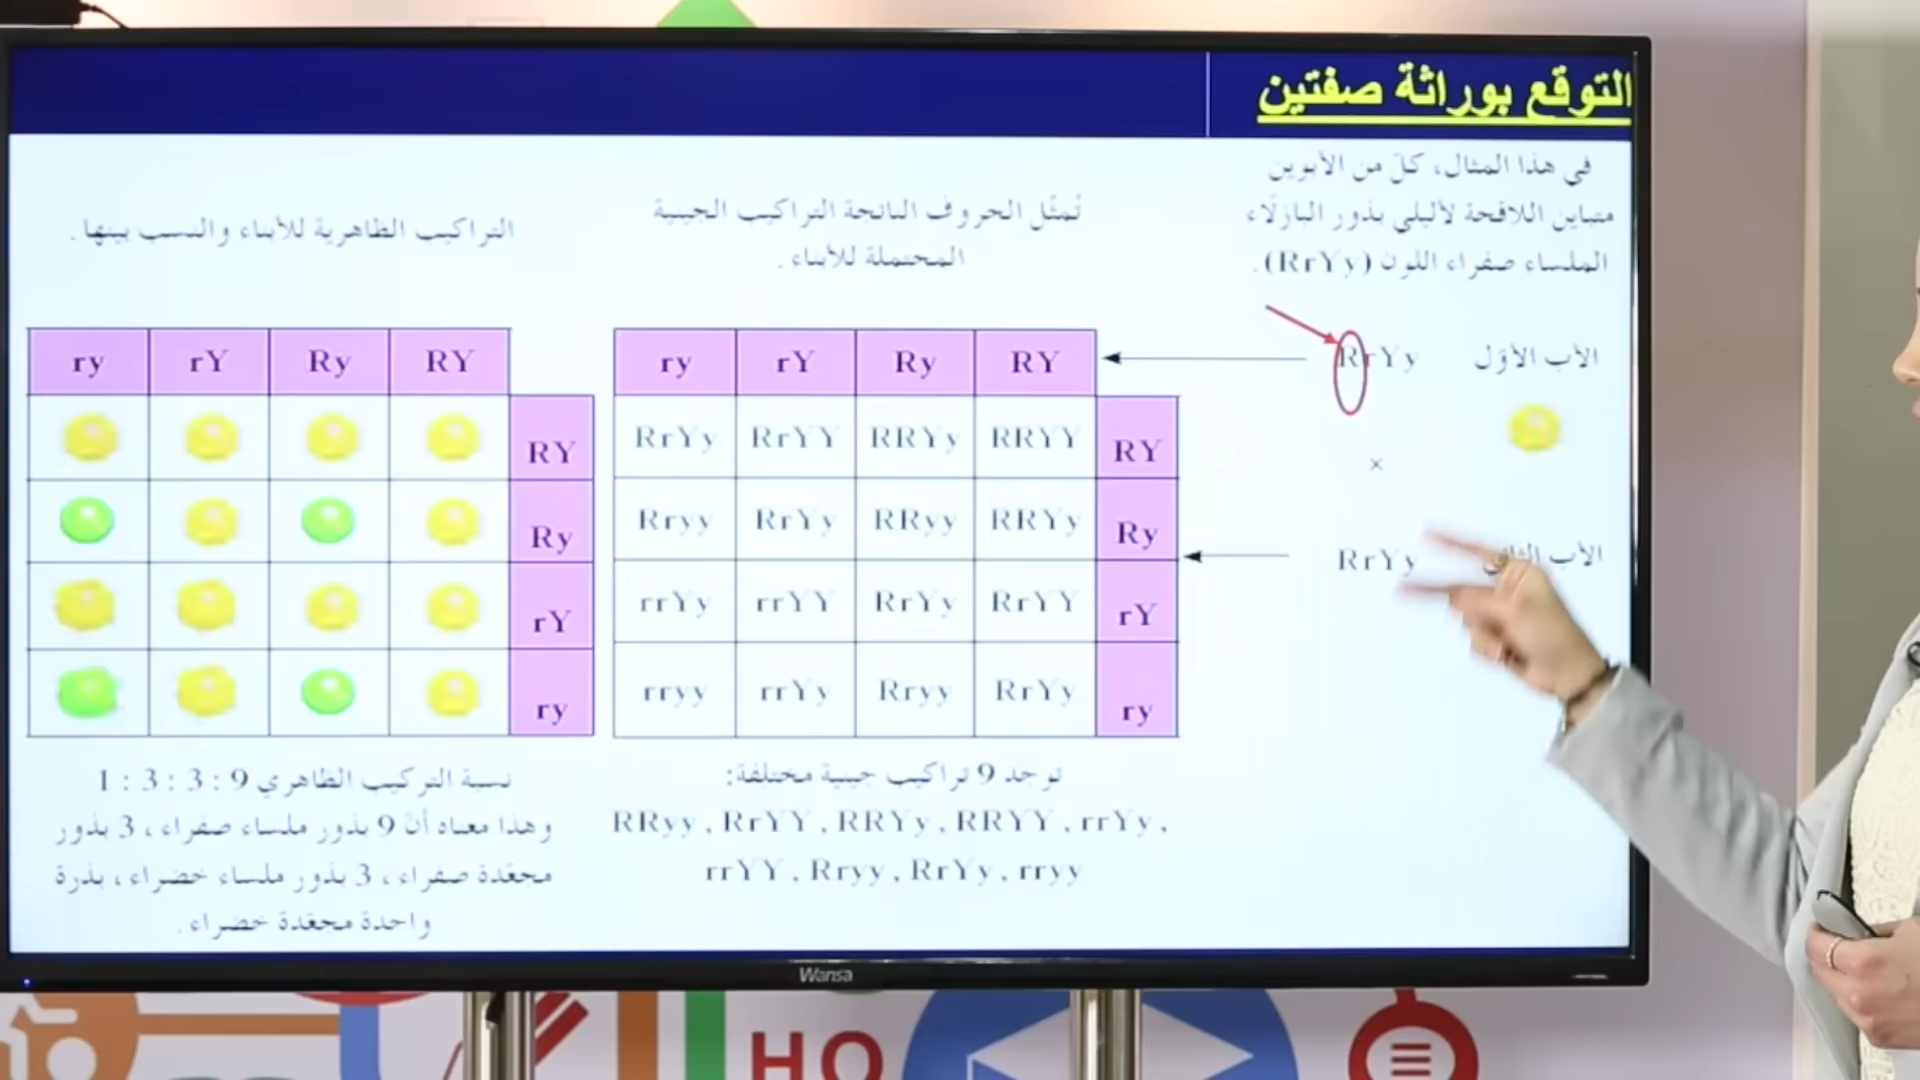 التوقع بوراثة صفتين
في هذا المثال، كلّ من الأبوين
متباين اللاقحة لأليلي بذور البازلّاء
الملساء صفراء اللون (RrYy).
الأب الأوّل RrYy
×
الأب الثاني RrYy
تُمثّل الحروف الناتجة التراكيب الجينية
المحتملة للأبناء .
RY Ry rY ry
RY RRYY RRYy RrYY RrYy
Ry RRYy RRyy RrYy Rryy
rY RrYY RrYy rrYY rrYy
ry RrYy Rryy rrYy rryy
توجد 9 تراكيب جينية مختلفة:
RRyy , RrYY , RRYy , RRYY , rrYy ,
rrYY , Rryy , RrYy , rryy
التراكيب الظاهرية للأبناء والنسب بينها .
RY Ry rY ry
RY
Ry
rY
ry
نسبة التركيب الظاهري 9 : 3 : 3 : 1
وهذا معناه أنّ 9 بذور ملساء صفراء ، 3 بذور
مجعّدة صفراء ، 3 بذور ملساء خضراء ، بذرة
واحدة مجعّدة خضراء .
Wansa
HO